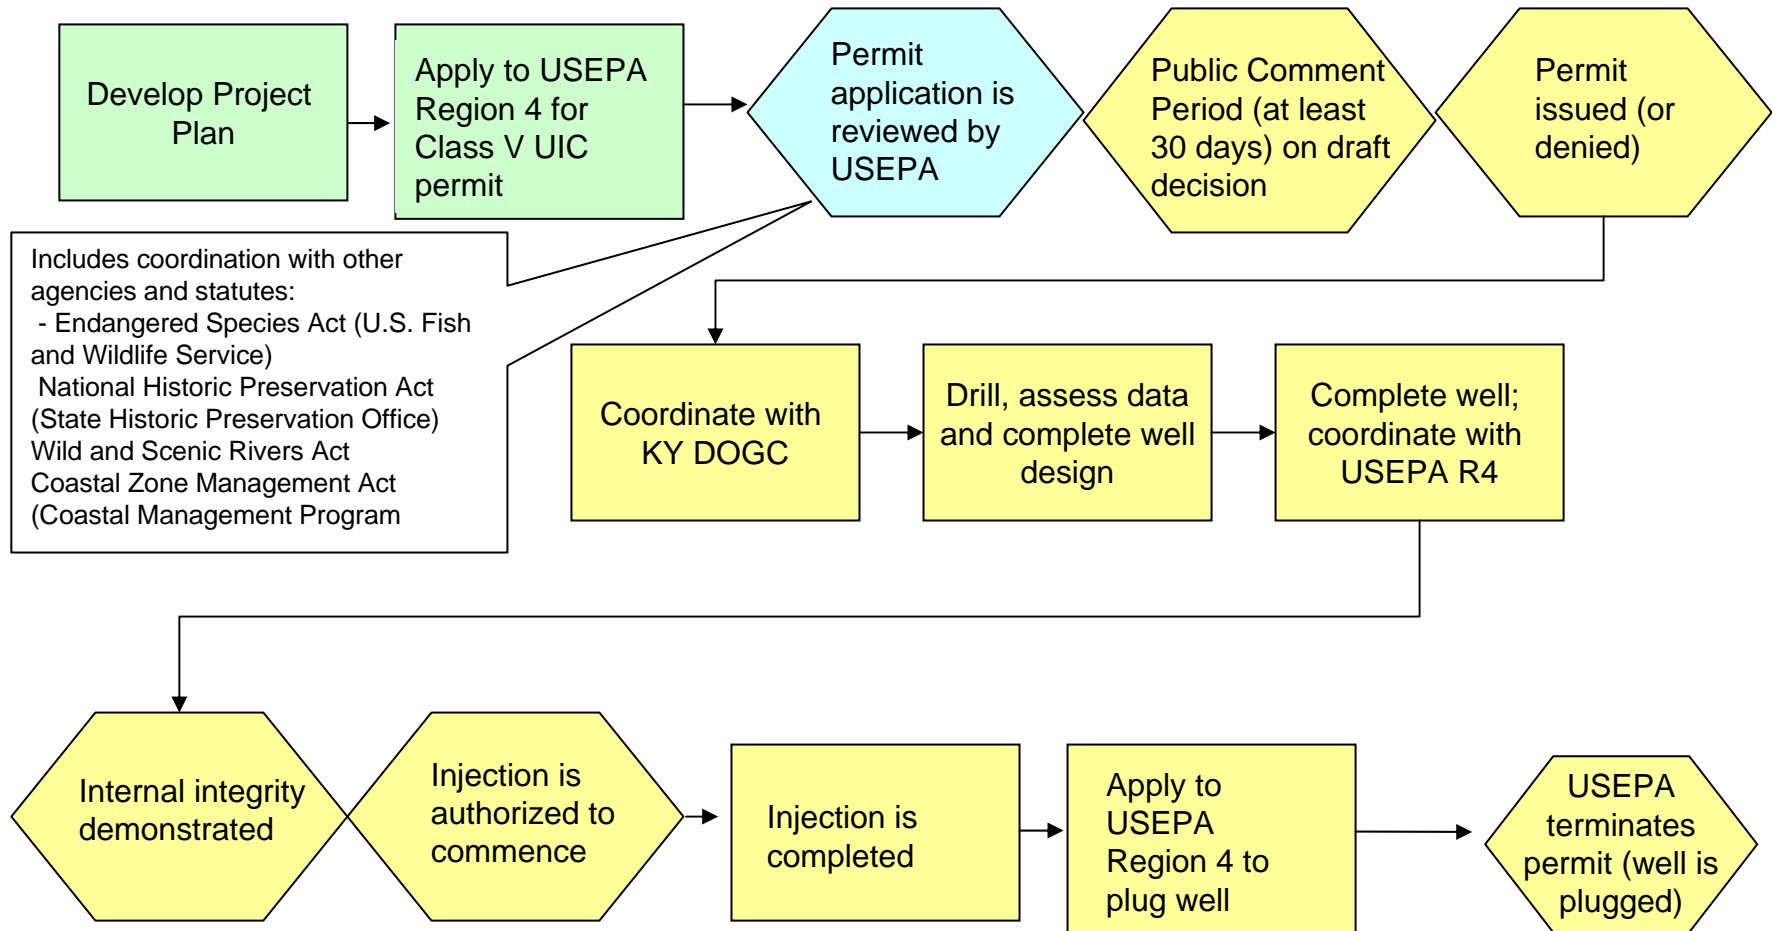 Develop Project
Plan
Apply to USEPA
Region 4 for
Class V UIC
permit
Permit
application is
reviewed by
USEPA
Public Comment
Period (at least
30 days) on draft
decision
Permit
issued (or
denied)
Includes coordination with other
agencies and statutes:
- Endangered Species Act (U.S. Fish
and Wildlife Service)
National Historic Preservation Act
(State Historic Preservation Office)
Wild and Scenic Rivers Act
Coastal Zone Management Act
(Coastal Management Program
Coordinate with
KY DOGC
Drill, assess data
and complete well
design
Complete well;
coordinate with
USEPA R4
Internal integrity
demonstrated
Injection is
authorized to
commence
Injection is
completed
Apply to
USEPA
Region 4 to
plug well
USEPA
terminates
permit (well is
plugged)